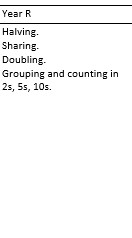 Year R
Halving.
Sharing.
Doubling.
Grouping and counting in
2s, 5s, 10s.